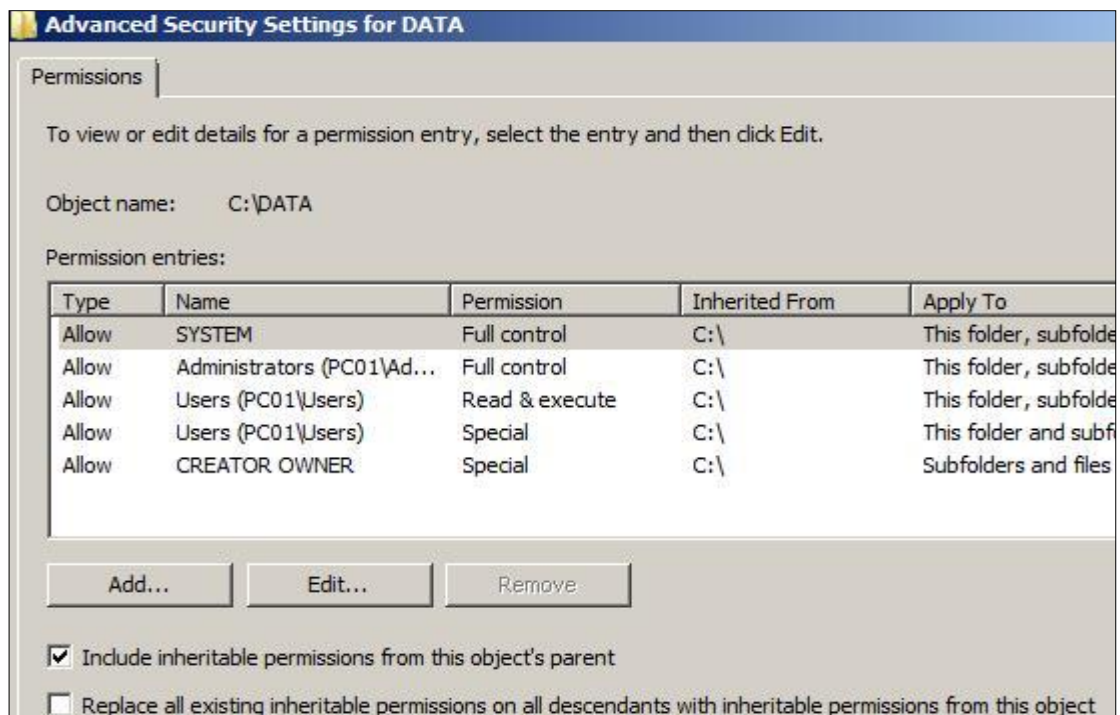 Advanced Security Settings for DATA
Permissions
To view or edit details for a permission entry, select the entry and then click Edit.
Object name: C:\DATA
Permission entries:
Type Name Permission Inherited From Apply To
Allow SYSTEM Full control C:\ This folder, subfolde
Allow Administrators (PC01\Ad... Full control C:\ This folder, subfolde
Allow Users (PC01\Users) Read & execute C:\ This folder, subfolde
Allow Users (PC01\Users) Special C:\ This folder and subf
Allow CREATOR OWNER Special C:\ Subfolders and files
Add... Edit... Remove
Include inheritable permissions from this object's parent
Replace all existing inheritable permissions on all descendants with inheritable permissions from this object